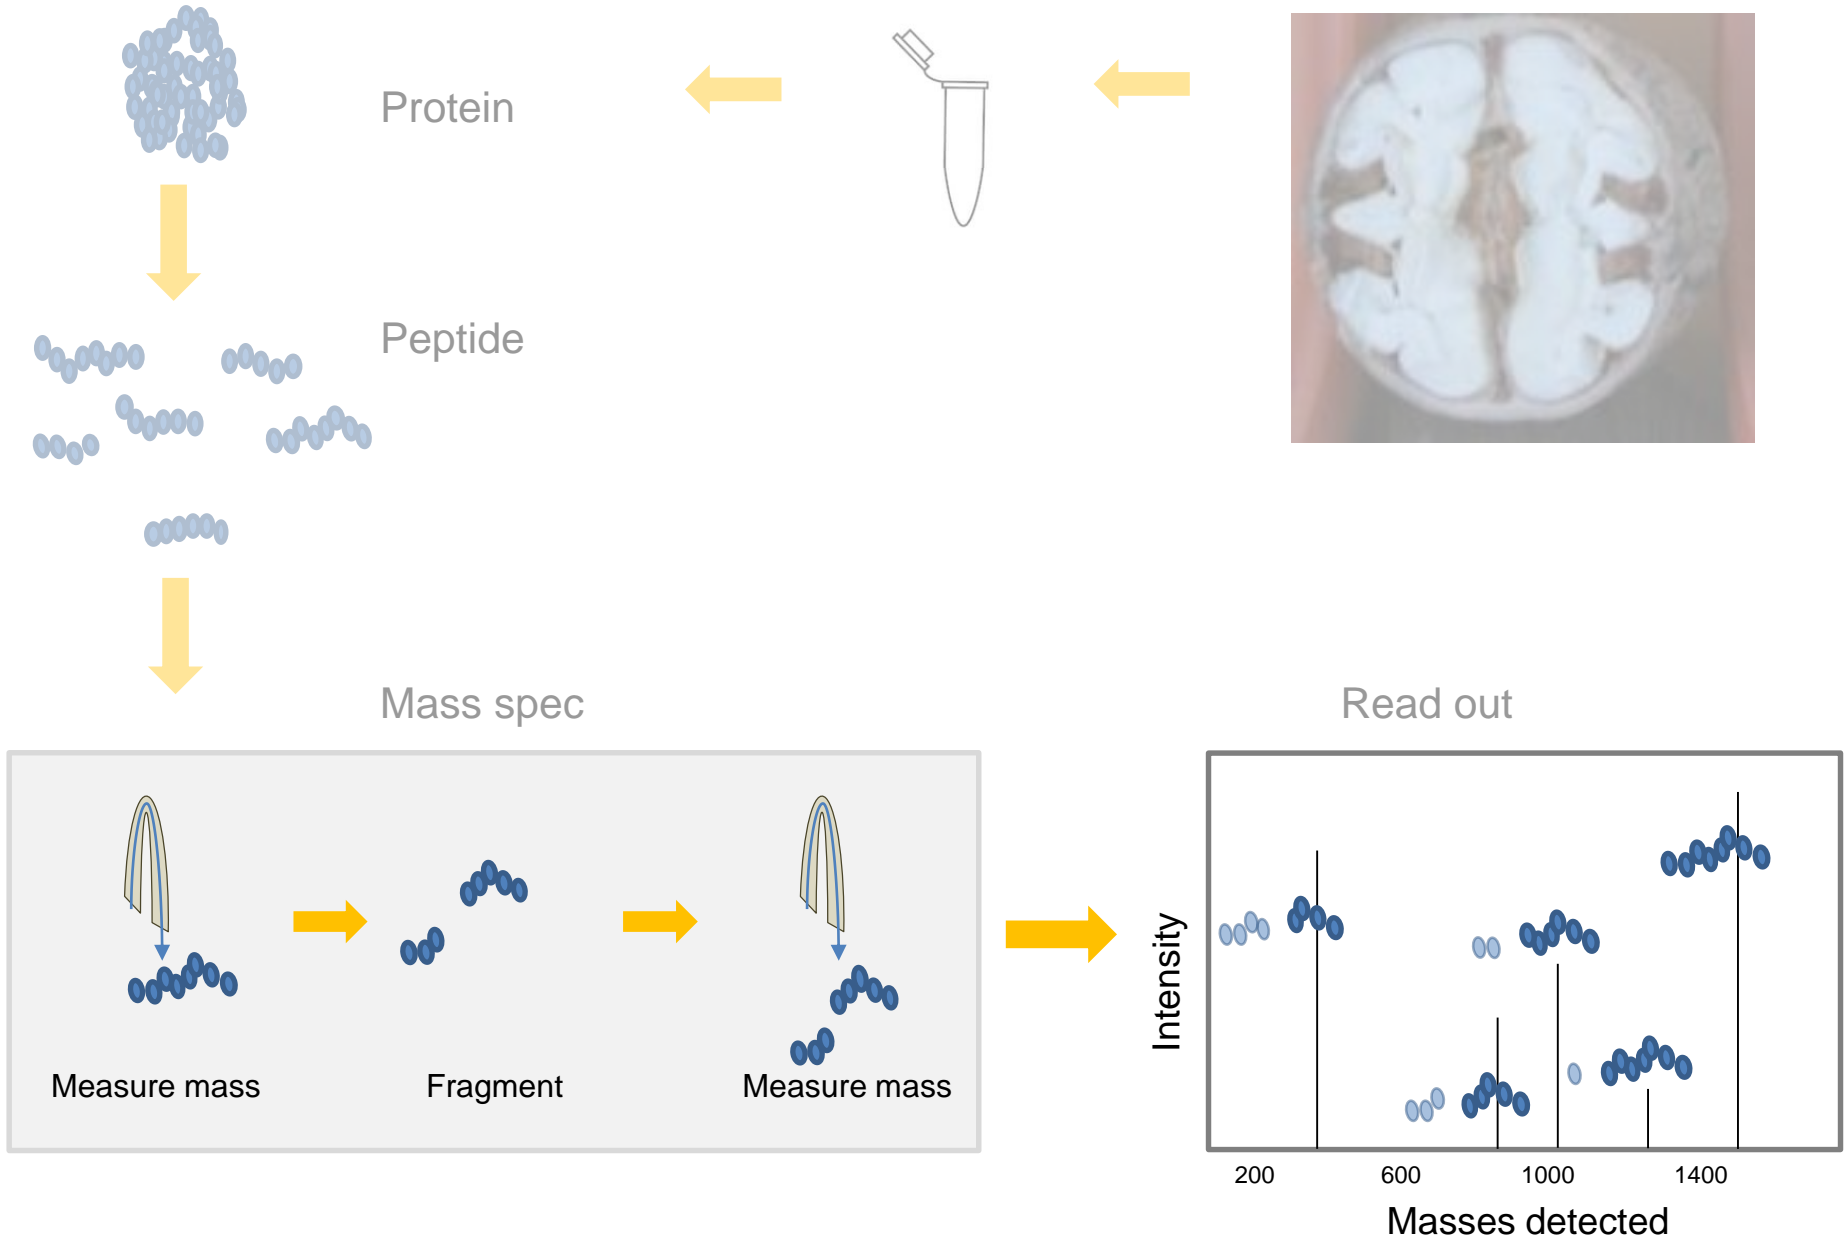 Protein
Peptide
Mass spec
Read out
Measure mass
Fragment
Measure mass
Intensity
200 600 1000 1400
Masses detected